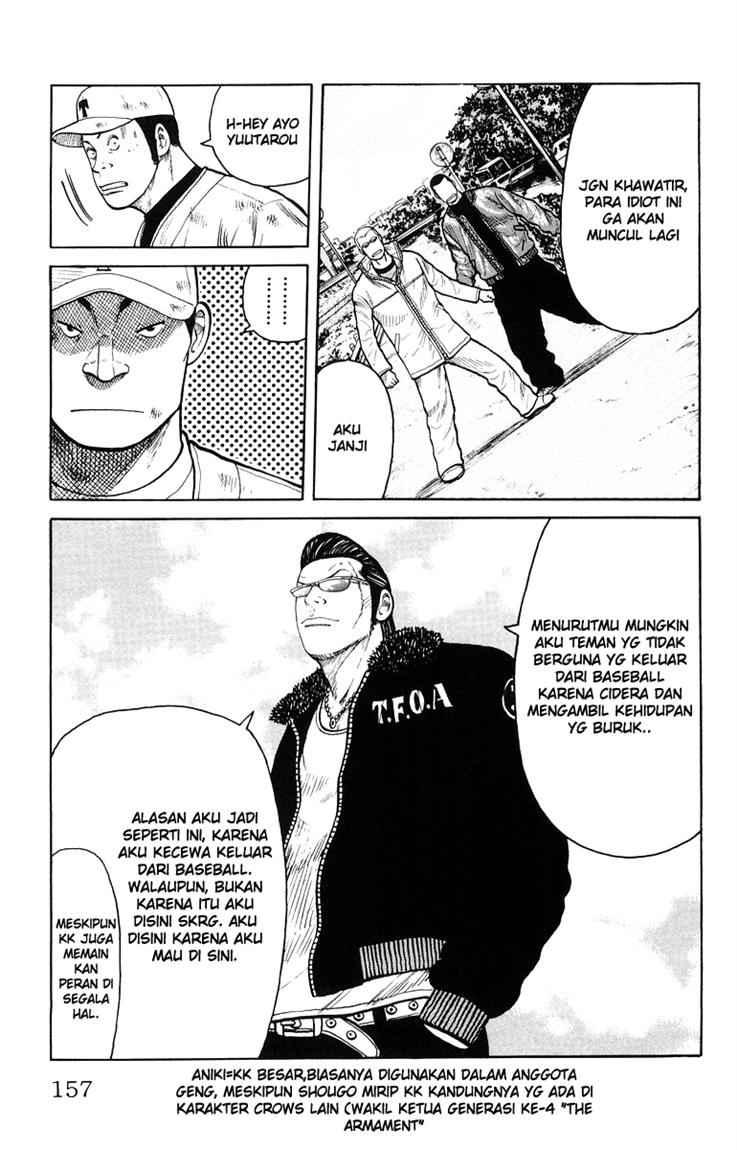 JGN KHAWATIR,
PARA IDIOT INI
GA AKAN
MUNCUL LAGI
AKU
JANJI
T
H-HEY AYO
YUUTAROU
MENURUTMU MUNGKIN
AKU TEMAN YG TIDAK
BERGUNA YG KELUAR
DARI BASEBALL
KARENA CIDERA DAN
MENGAMBIL KEHIDUPAN
YG BURUK..
T.F.O.A
ALASAN AKU JADI
SEPERTI INI, KARENA
AKU KECEWA KELUAR
DARI BASEBALL.
WALAUPUN, BUKAN
KARENA ITU AKU
DISINI SKRG. AKU
DISINI KARENA AKU
MAU DI SINI.
MESKIPUN
KK JUGA
MEMAIN
KAN
PERAN DI
SEGALA
HAL.
157
ANIKI=KK BESAR,BIASANYA DIGUNAKAN DALAM ANGGOTA
GENG, MESKIPUN SHOUGO MIRIP KK KANDUNGNYA YG ADA DI
KARAKTER CROWS LAIN (WAKIL KETUA GENERASI KE-4 "THE
ARMAMENT"